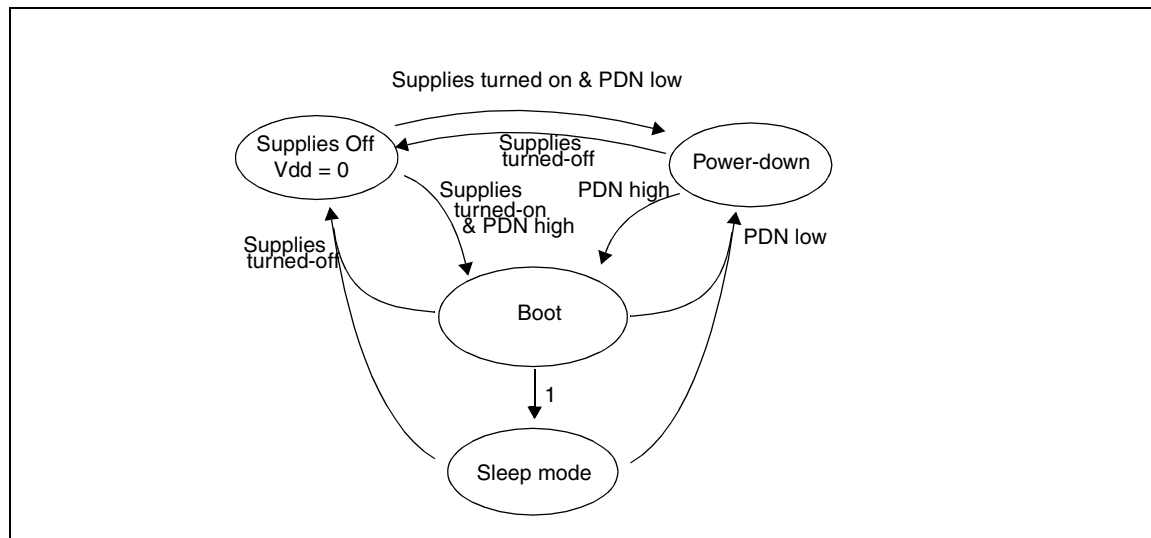 Supplies turned on & PDN low
Supplies Off
Vdd = 0
Supplies
turned-off
Power-down
Supplies
turned-on
& PDN high
PDN high
Supplies
turned-off
PDN low
Boot
1
Sleep mode